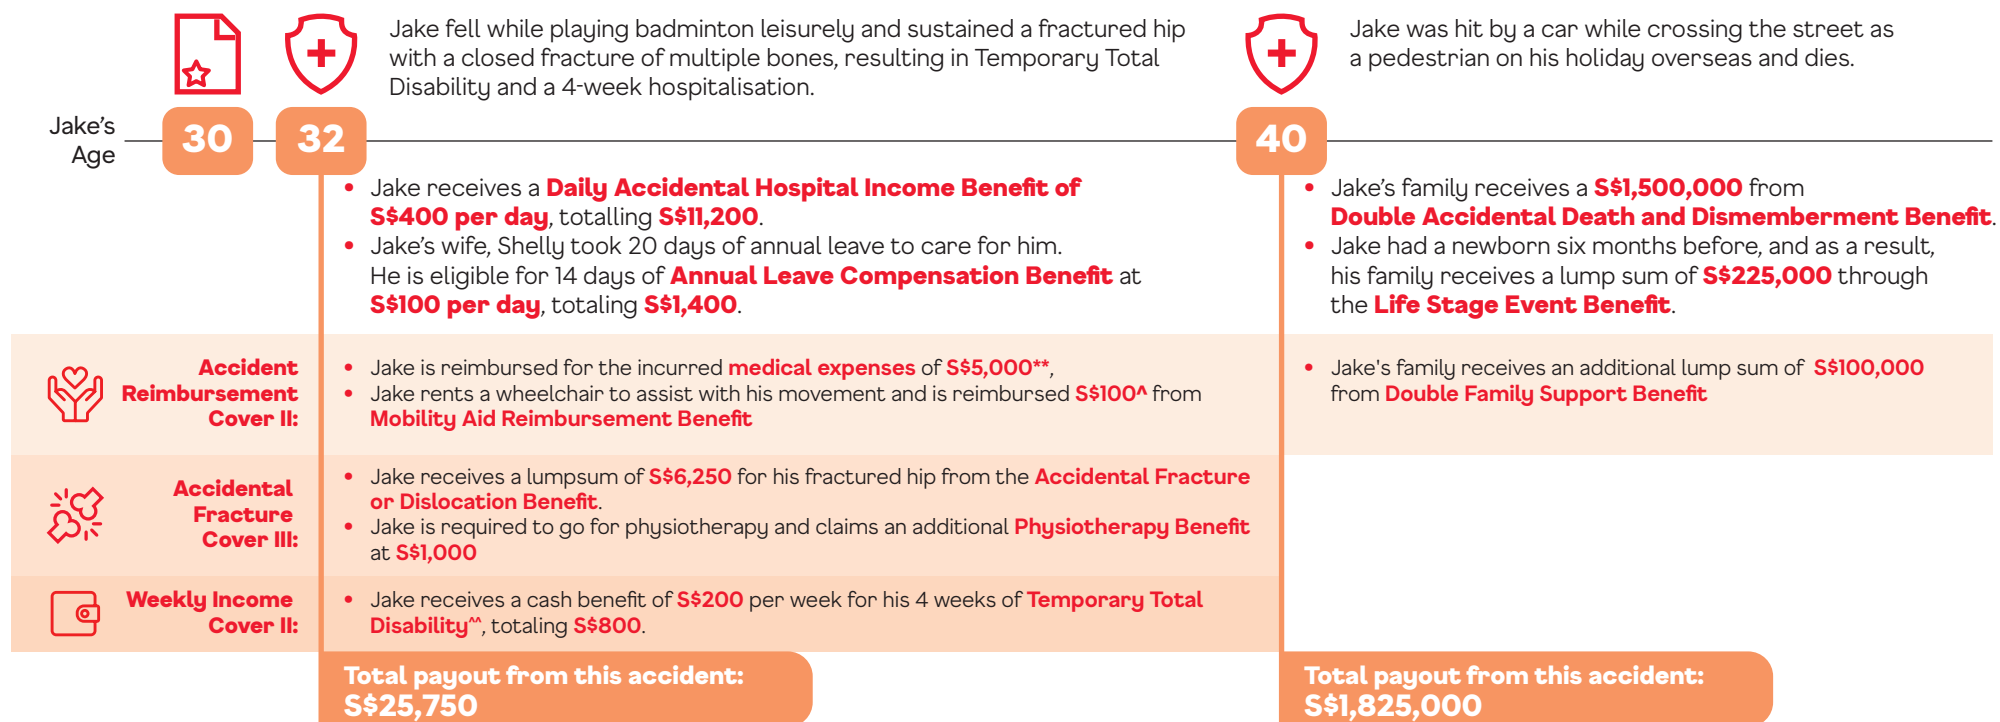 Jake fell while playing badminton leisurely and sustained a fractured hip
with a closed fracture of multiple bones, resulting in Temporary Total
Disability and a 4-week hospitalisation.
Jake was hit by a car while crossing the street as
a pedestrian on his holiday overseas and dies.
Jake's
Age
30
32
40
• Jake receives a Daily Accidental Hospital Income Benefit of
S$400 per day, totalling S$11,200.
• Jake's wife, Shelly took 20 days of annual leave to care for him.
He is eligible for 14 days of Annual Leave Compensation Benefit at
S$100 per day, totaling S$1,400.
• Jake's family receives a S$1,500,000 from
Double Accidental Death and Dismemberment Benefit.
• Jake had a newborn six months before, and as a result,
his family receives a lump sum of S$225,000 through
the Life Stage Event Benefit.
Accident
Reimbursement
Cover II:
• Jake is reimbursed for the incurred medical expenses of S$5,000**,
• Jake rents a wheelchair to assist with his movement and is reimbursed S$100^ from
Mobility Aid Reimbursement Benefit
• Jake's family receives an additional lump sum of S$100,000
from Double Family Support Benefit
Accidental
Fracture
Cover III:
• Jake receives a lumpsum of S$6,250 for his fractured hip from the Accidental Fracture
or Dislocation Benefit.
• Jake is required to go for physiotherapy and claims an additional Physiotherapy Benefit
at S$1,000
Weekly Income
Cover II:
• Jake receives a cash benefit of S$200 per week for his 4 weeks of Temporary Total
Disability^^, totaling S$800.
Total payout from this accident:
S$25,750
Total payout from this accident:
S$1,825,000